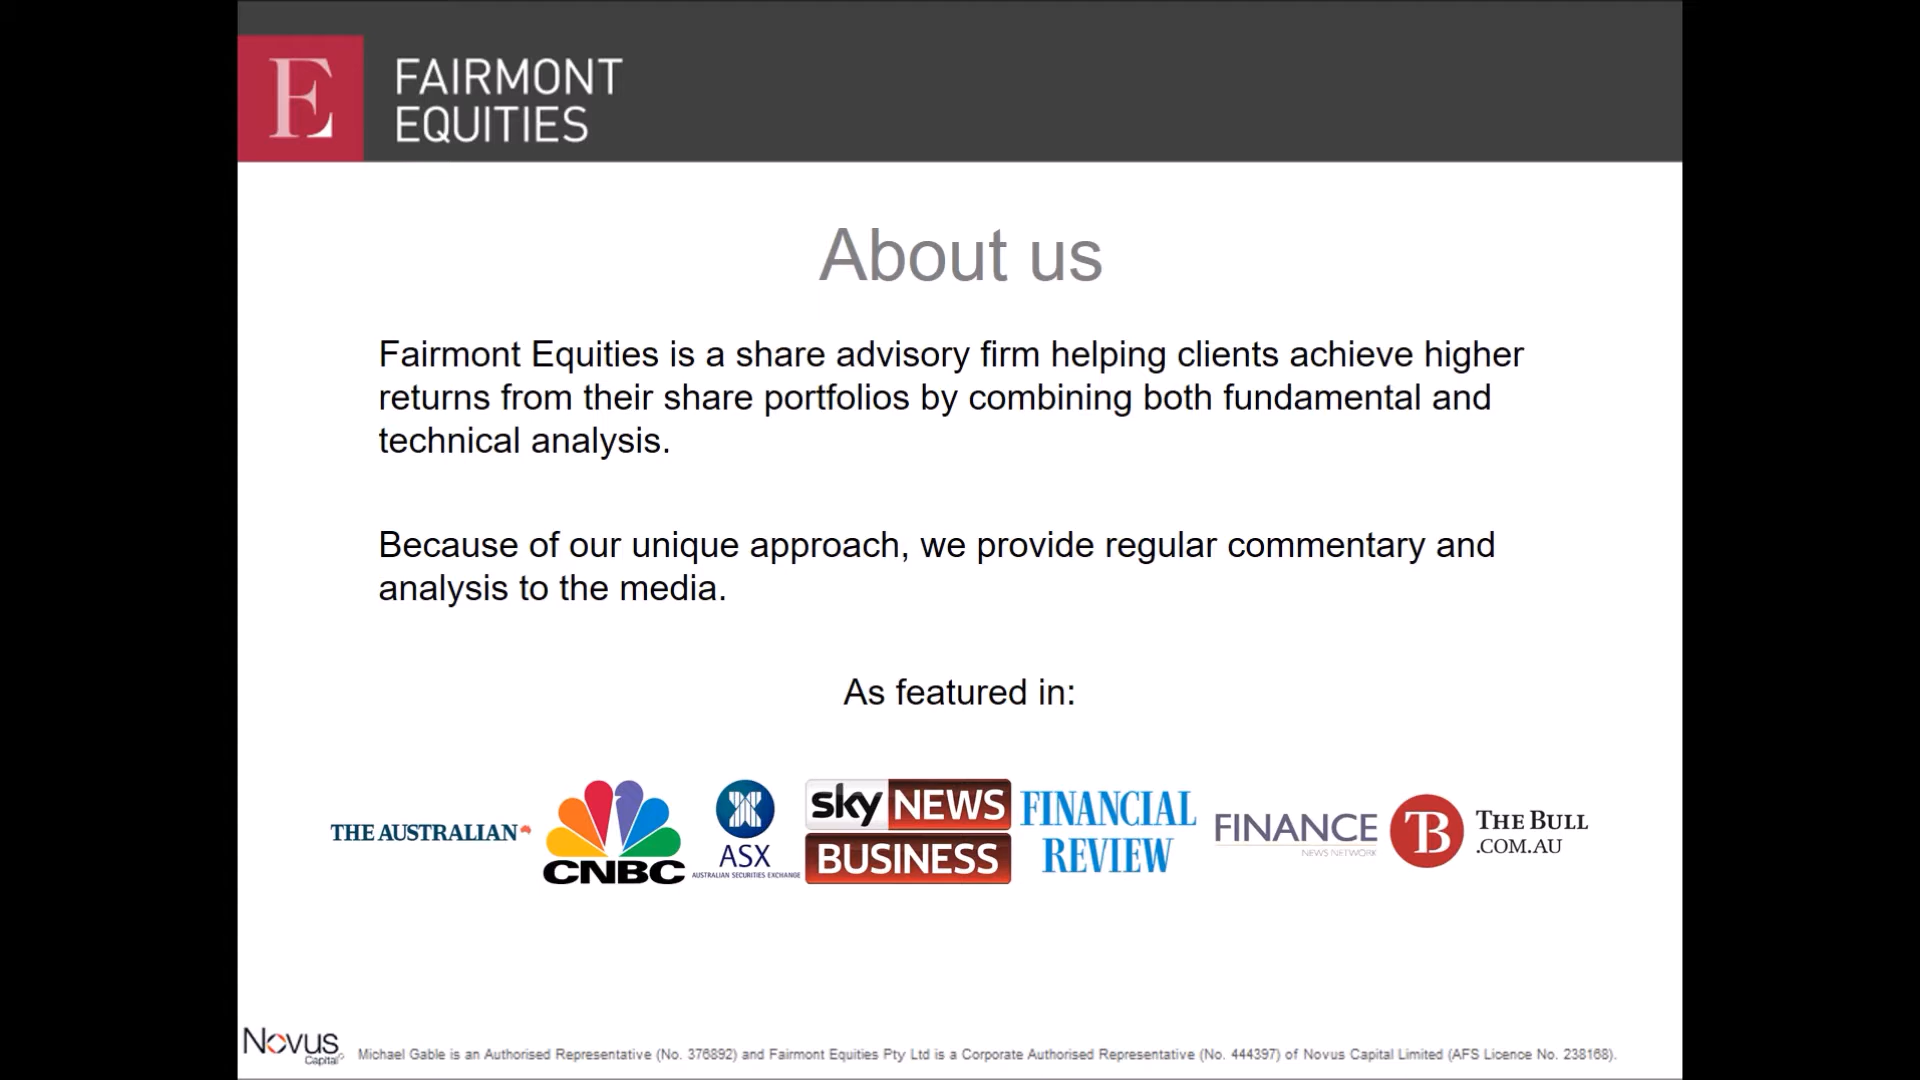 E
FAIRMONT
EQUITIES
About us
Fairmont Equities is a share advisory firm helping clients achieve higher
returns from their share portfolios by combining both fundamental and
technical analysis.
Because of our unique approach, we provide regular commentary and
analysis to the media.
As featured in:
THE AUSTRALIAN
CNBC
ASX
AUSTRALIAN SECURITIES EXCHANGE
sky NEWS
BUSINESS
FINANCIAL
REVIEW
FINANCE
NEWS NETWORK
TB
THE BULL
.COM.AU
Novus
Capital
Michael Gable is an Authorised Representative (No. 376892) and Fairmont Equities Pty Ltd is a Corporate Authorised Representative (No. 444397) of Novus Capital Limited (AFS Licence No. 238168).